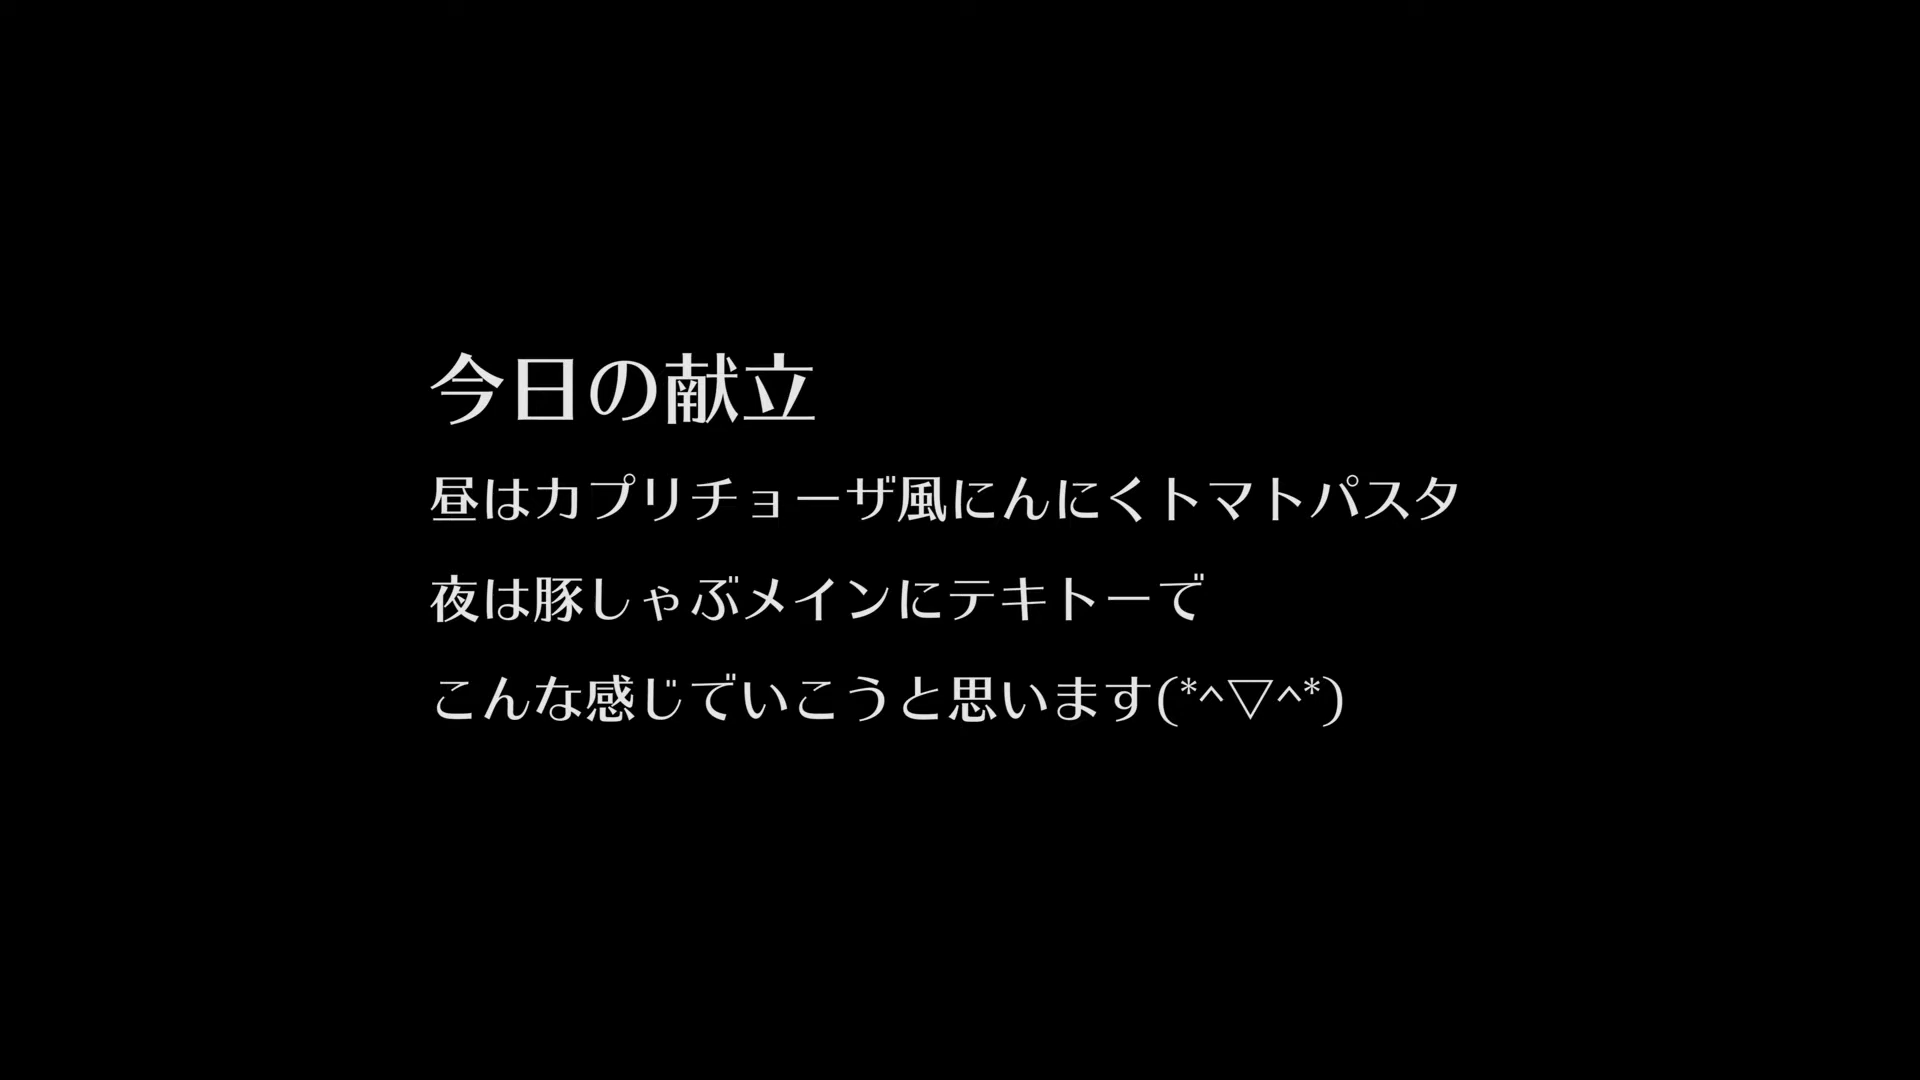 今日の献立
昼はカプリチョーザ風にんにくトマトパスタ
夜は豚しゃぶメインにテキトーで
こんな感じでいこうと思います(*^▽^*)